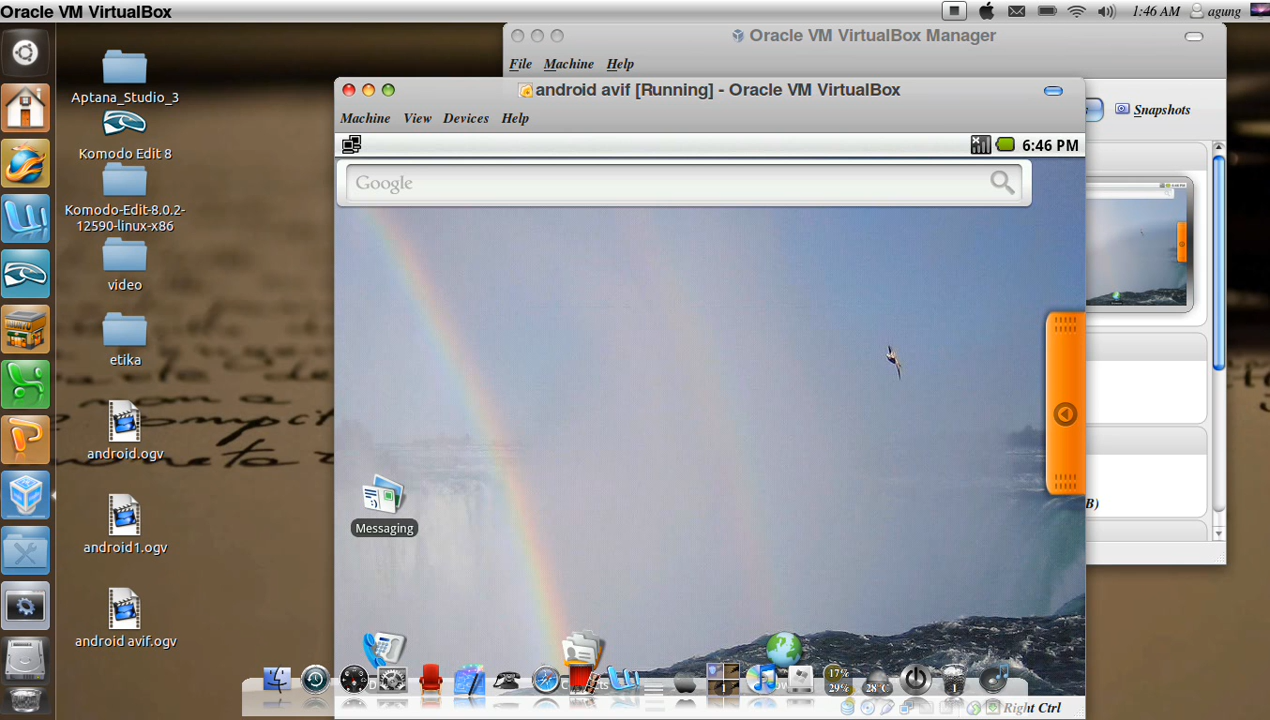 Oracle VM VirtualBox
1:46 AM agung
Oracle VM VirtualBox Manager
File Machine Help
Snapshots
android avif [Running] - Oracle VM VirtualBox
Machine View Devices Help
6:46 PM
Google
Aptana_Studio_3
Komodo Edit 8
Komodo-Edit-8.0.2-
12590-linux-x86
video
etika
android.ogv
android1.ogv
android avif.ogv
Messaging
B)
17%
29%
28°C
1
1
Right Ctrl